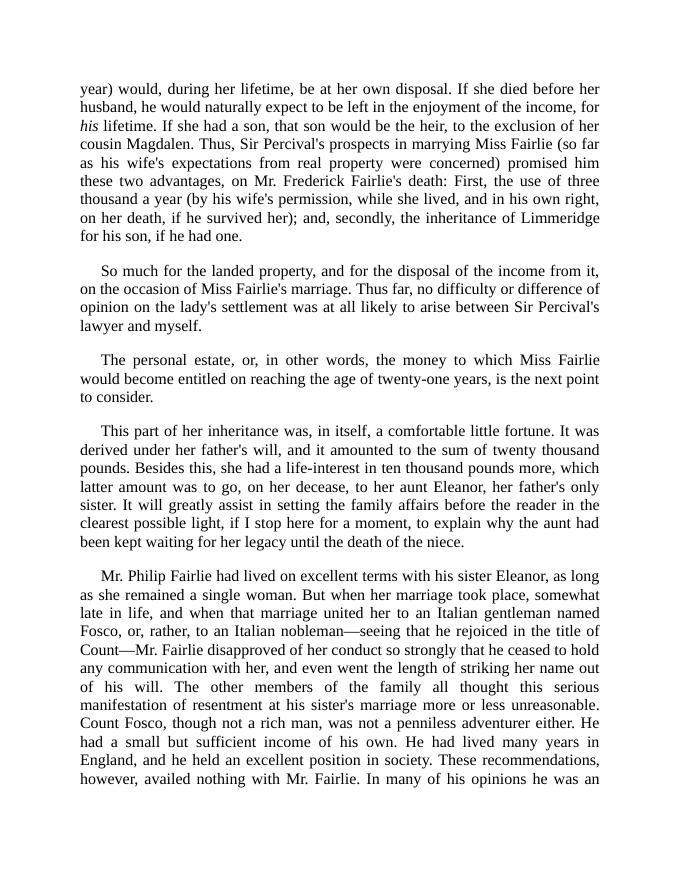 year) would, during her lifetime, be at her own disposal. If she died before her
husband, he would naturally expect to be left in the enjoyment of the income, for
his lifetime. If she had a son, that son would be the heir, to the exclusion of her
cousin Magdalen. Thus, Sir Percival's prospects in marrying Miss Fairlie (so far
as his wife's expectations from real property were concerned) promised him
these two advantages, on Mr. Frederick Fairlie's death: First, the use of three
thousand a year (by his wife's permission, while she lived, and in his own right,
on her death, if he survived her); and, secondly, the inheritance of Limmeridge
for his son, if he had one.
So much for the landed property, and for the disposal of the income from it,
on the occasion of Miss Fairlie's marriage. Thus far, no difficulty or difference of
opinion on the lady's settlement was at all likely to arise between Sir Percival's
lawyer and myself.
The personal estate, or, in other words, the money to which Miss Fairlie
would become entitled on reaching the age of twenty-one years, is the next point
to consider.
This part of her inheritance was, in itself, a comfortable little fortune. It was
derived under her father's will, and it amounted to the sum of twenty thousand
pounds. Besides this, she had a life-interest in ten thousand pounds more, which
latter amount was to go, on her decease, to her aunt Eleanor, her father's only
sister. It will greatly assist in setting the family affairs before the reader in the
clearest possible light, if I stop here for a moment, to explain why the aunt had
been kept waiting for her legacy until the death of the niece.
Mr. Philip Fairlie had lived on excellent terms with his sister Eleanor, as long
as she remained a single woman. But when her marriage took place, somewhat
late in life, and when that marriage united her to an Italian gentleman named
Fosco, or, rather, to an Italian nobleman—seeing that he rejoiced in the title of
Count—Mr. Fairlie disapproved of her conduct so strongly that he ceased to hold
any communication with her, and even went the length of striking her name out
of his will. The other members of the family all thought this serious
manifestation of resentment at his sister's marriage more or less unreasonable.
Count Fosco, though not a rich man, was not a penniless adventurer either. He
had a small but sufficient income of his own. He had lived many years in
England, and he held an excellent position in society. These recommendations,
however, availed nothing with Mr. Fairlie. In many of his opinions he was an